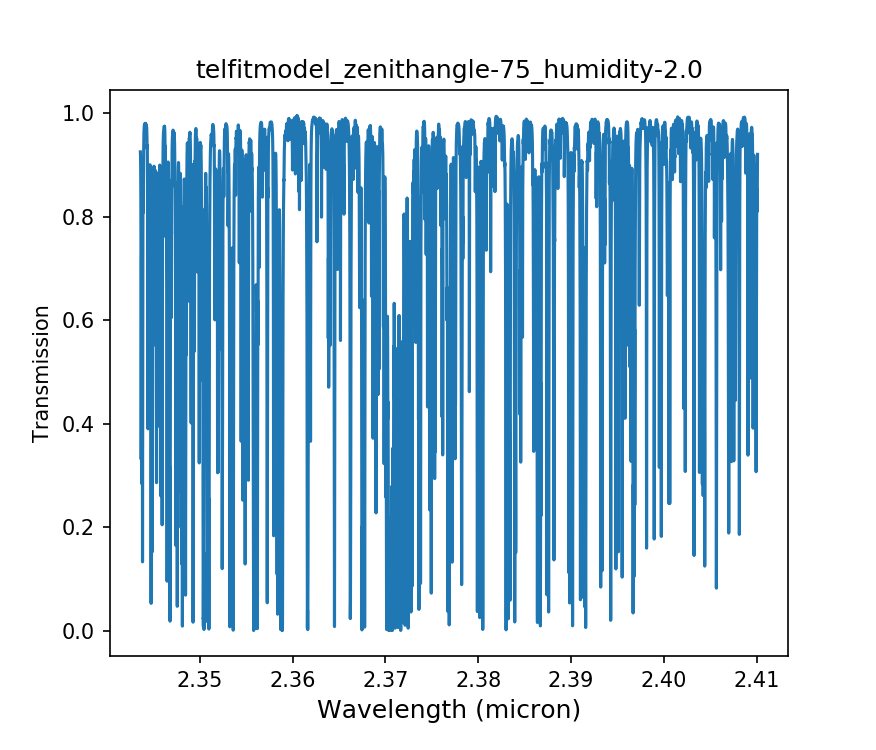 telfitmodel_zenithangle-75_humidity-2.0
Transmission
1.0
0.8
0.6
0.4
0.2
0.0
2.35 2.36 2.37 2.38 2.39 2.40 2.41
Wavelength (micron)